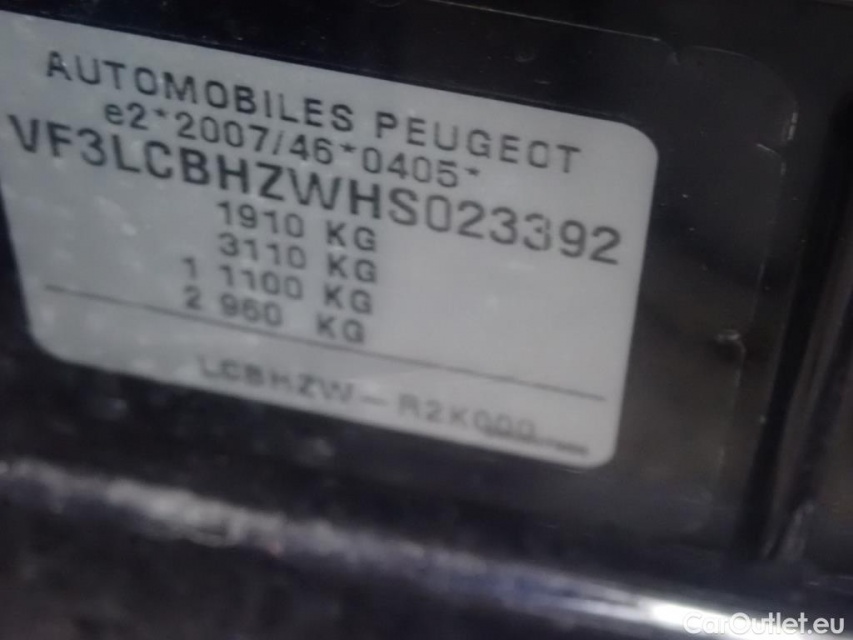 AUTOMOBILES PEUGEOT
e2*2007/46*0405*
VF3LCBHZWHS023392
1910 KG
3110 KG
1 1100 KG
2 960 KG
LCBHZW-R2K000
CarOutlet.eu